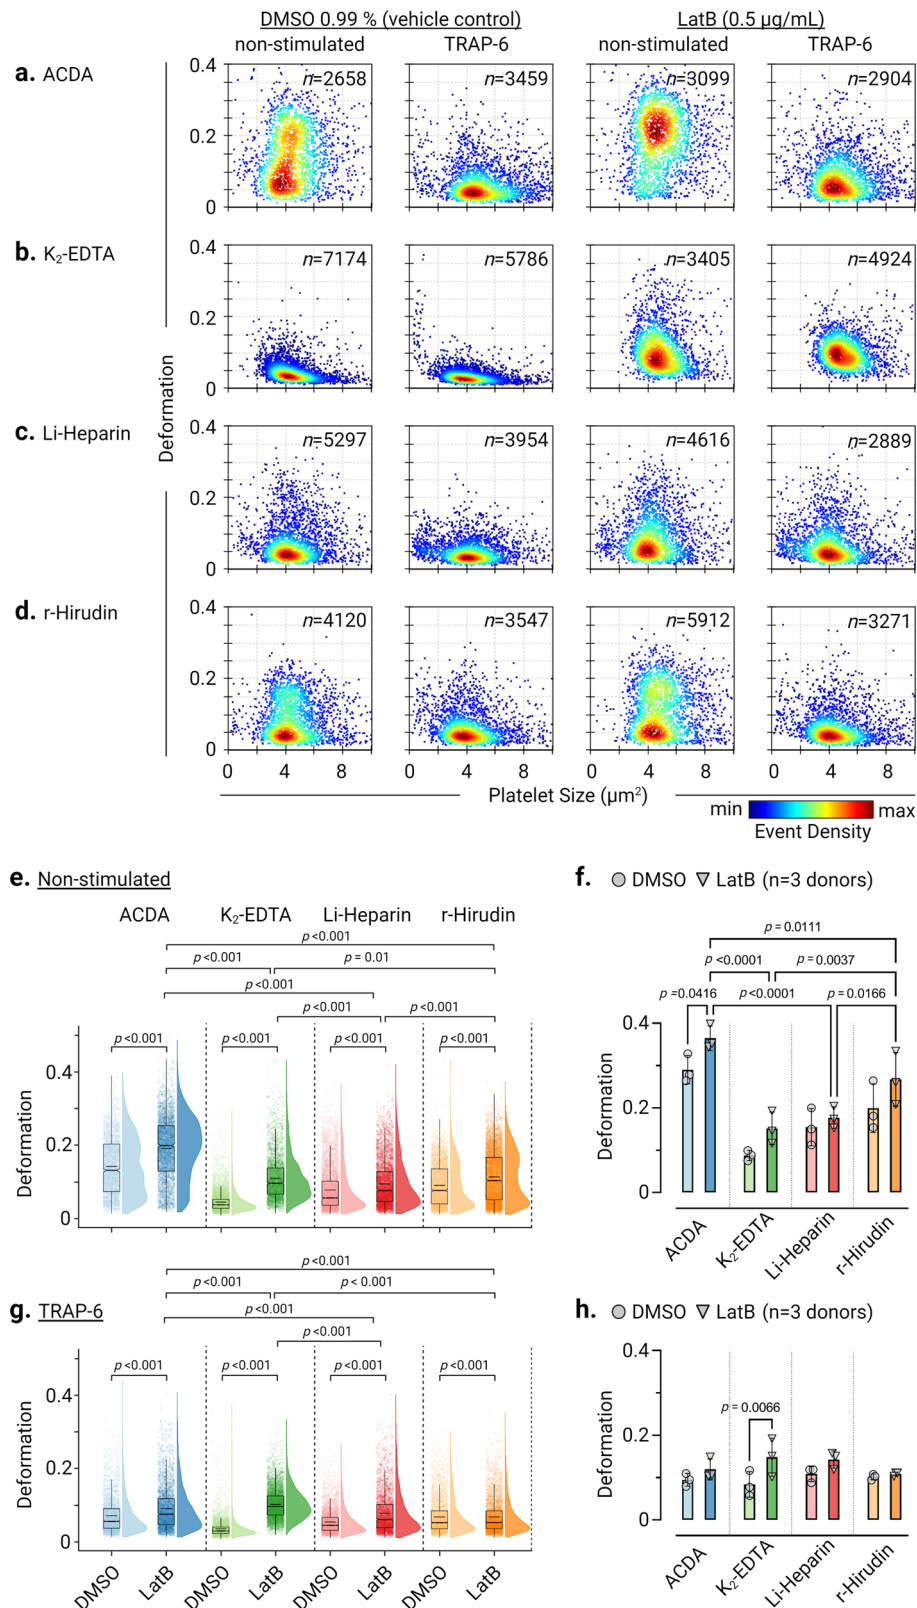 DMSO 0.99 % (vehicle control) LatB (0.5 µg/mL)
non-stimulated TRAP-6 non-stimulated TRAP-6
a. ACDA
0.4
0.2
0
n=2658 n=3459 n=3099 n=2904
b. K₂-EDTA
0.4
0.2
0
n=7174 n=5786 n=3405 n=4924
Deformation
c. Li-Heparin
0.4
0.2
0
n=5297 n=3954 n=4616 n=2889
d. r-Hirudin
0.4
0.2
0
n=4120 n=3547 n=5912 n=3271
0 4 8 0 4 8 0 4 8 0 4 8
Platelet Size (µm²)
min max
Event Density
e. Non-stimulated
ACDA K₂-EDTA Li-Heparin r-Hirudin
p <0.001
p <0.001 p = 0.01
p <0.001
p <0.001 p <0.001
p <0.001 p <0.001 p <0.001 p <0.001
Deformation
0.4
0.2
0
f. DMSO LatB (n=3 donors)
p = 0.0111
p <0.0001 p = 0.0037
p =0.0416 p <0.0001 p = 0.0166
Deformation
0.4
0.2
0
ACDA K₂-EDTA Li-Heparin r-Hirudin
g. TRAP-6
p <0.001
p <0.001 p < 0.001
p <0.001
p <0.001
p <0.001 p <0.001 p <0.001 p <0.001
Deformation
0.4
0.2
0
DMSO LatB DMSO LatB DMSO LatB DMSO LatB
h. DMSO LatB (n=3 donors)
p = 0.0066
Deformation
0.4
0.2
0
ACDA K₂-EDTA Li-Heparin r-Hirudin